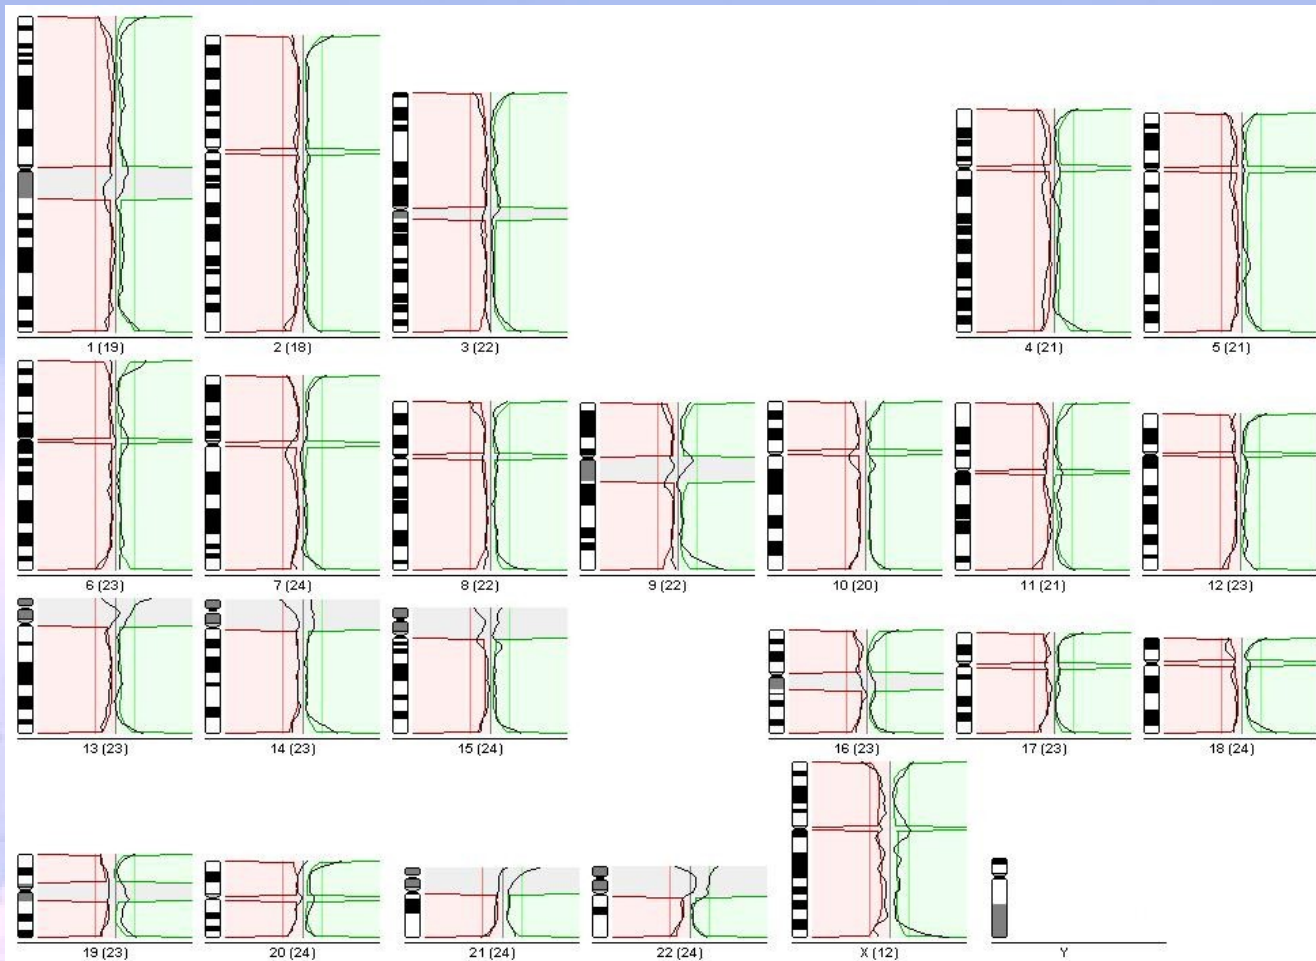 1 (19) 2 (18) 3 (22) 4 (21) 5 (21)
6 (23) 7 (24) 8 (22) 9 (22) 10 (20) 11 (21) 12 (23)
13 (23) 14 (23) 15 (24) 16 (23) 17 (23) 18 (24)
19 (23) 20 (24) 21 (24) 22 (24) X (12) Y